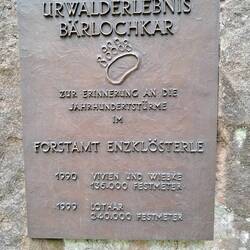 URWALDERLEBNIS
BÄRLOCHKAR
ZUR ERINNERUNG AN DIE
JAHRHUNDERTSTÜRME
IM
FORSTAMT ENZKLÖSTERLE
1990 VIVIEN UND WIEBKE
136.000 FESTMETER
1999 LOTHAR
340.000 FESTMETER